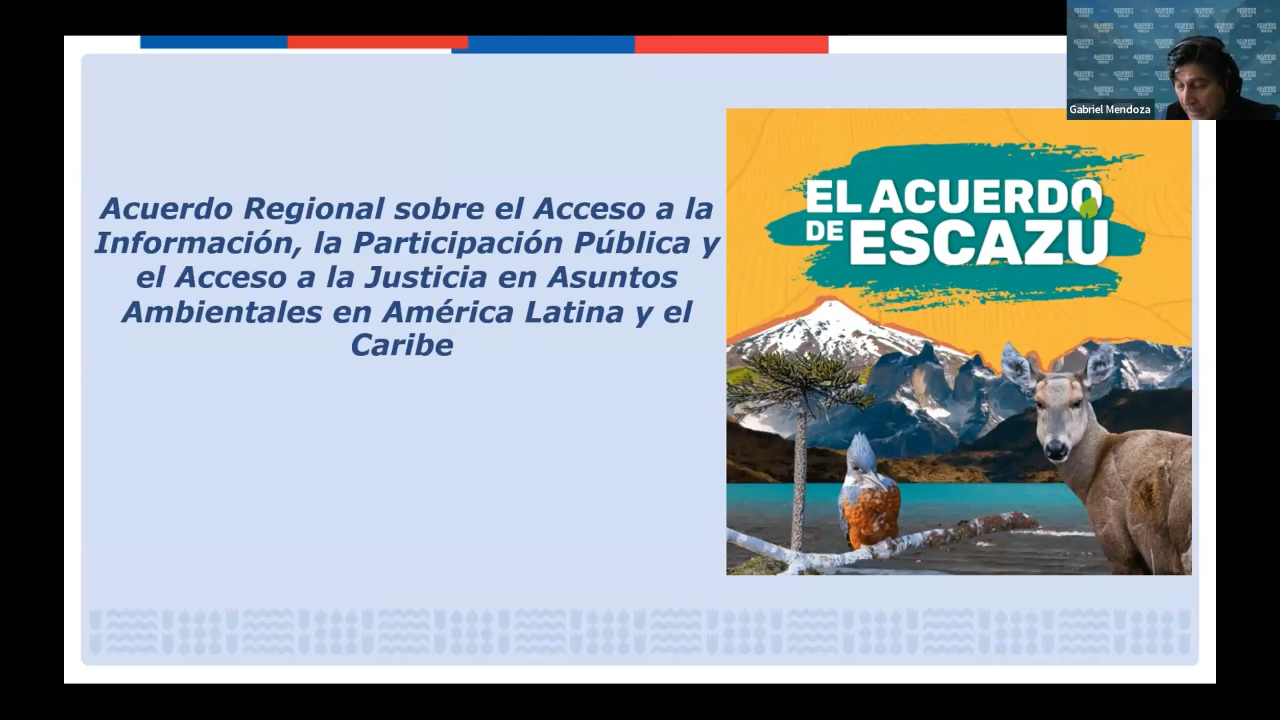 Gabriel Mendoza
Acuerdo Regional sobre el Acceso a la
Información, la Participación Pública y
el Acceso a la Justicia en Asuntos
Ambientales en América Latina y el
Caribe
EL ACUERDO
DE ESCAZÚ